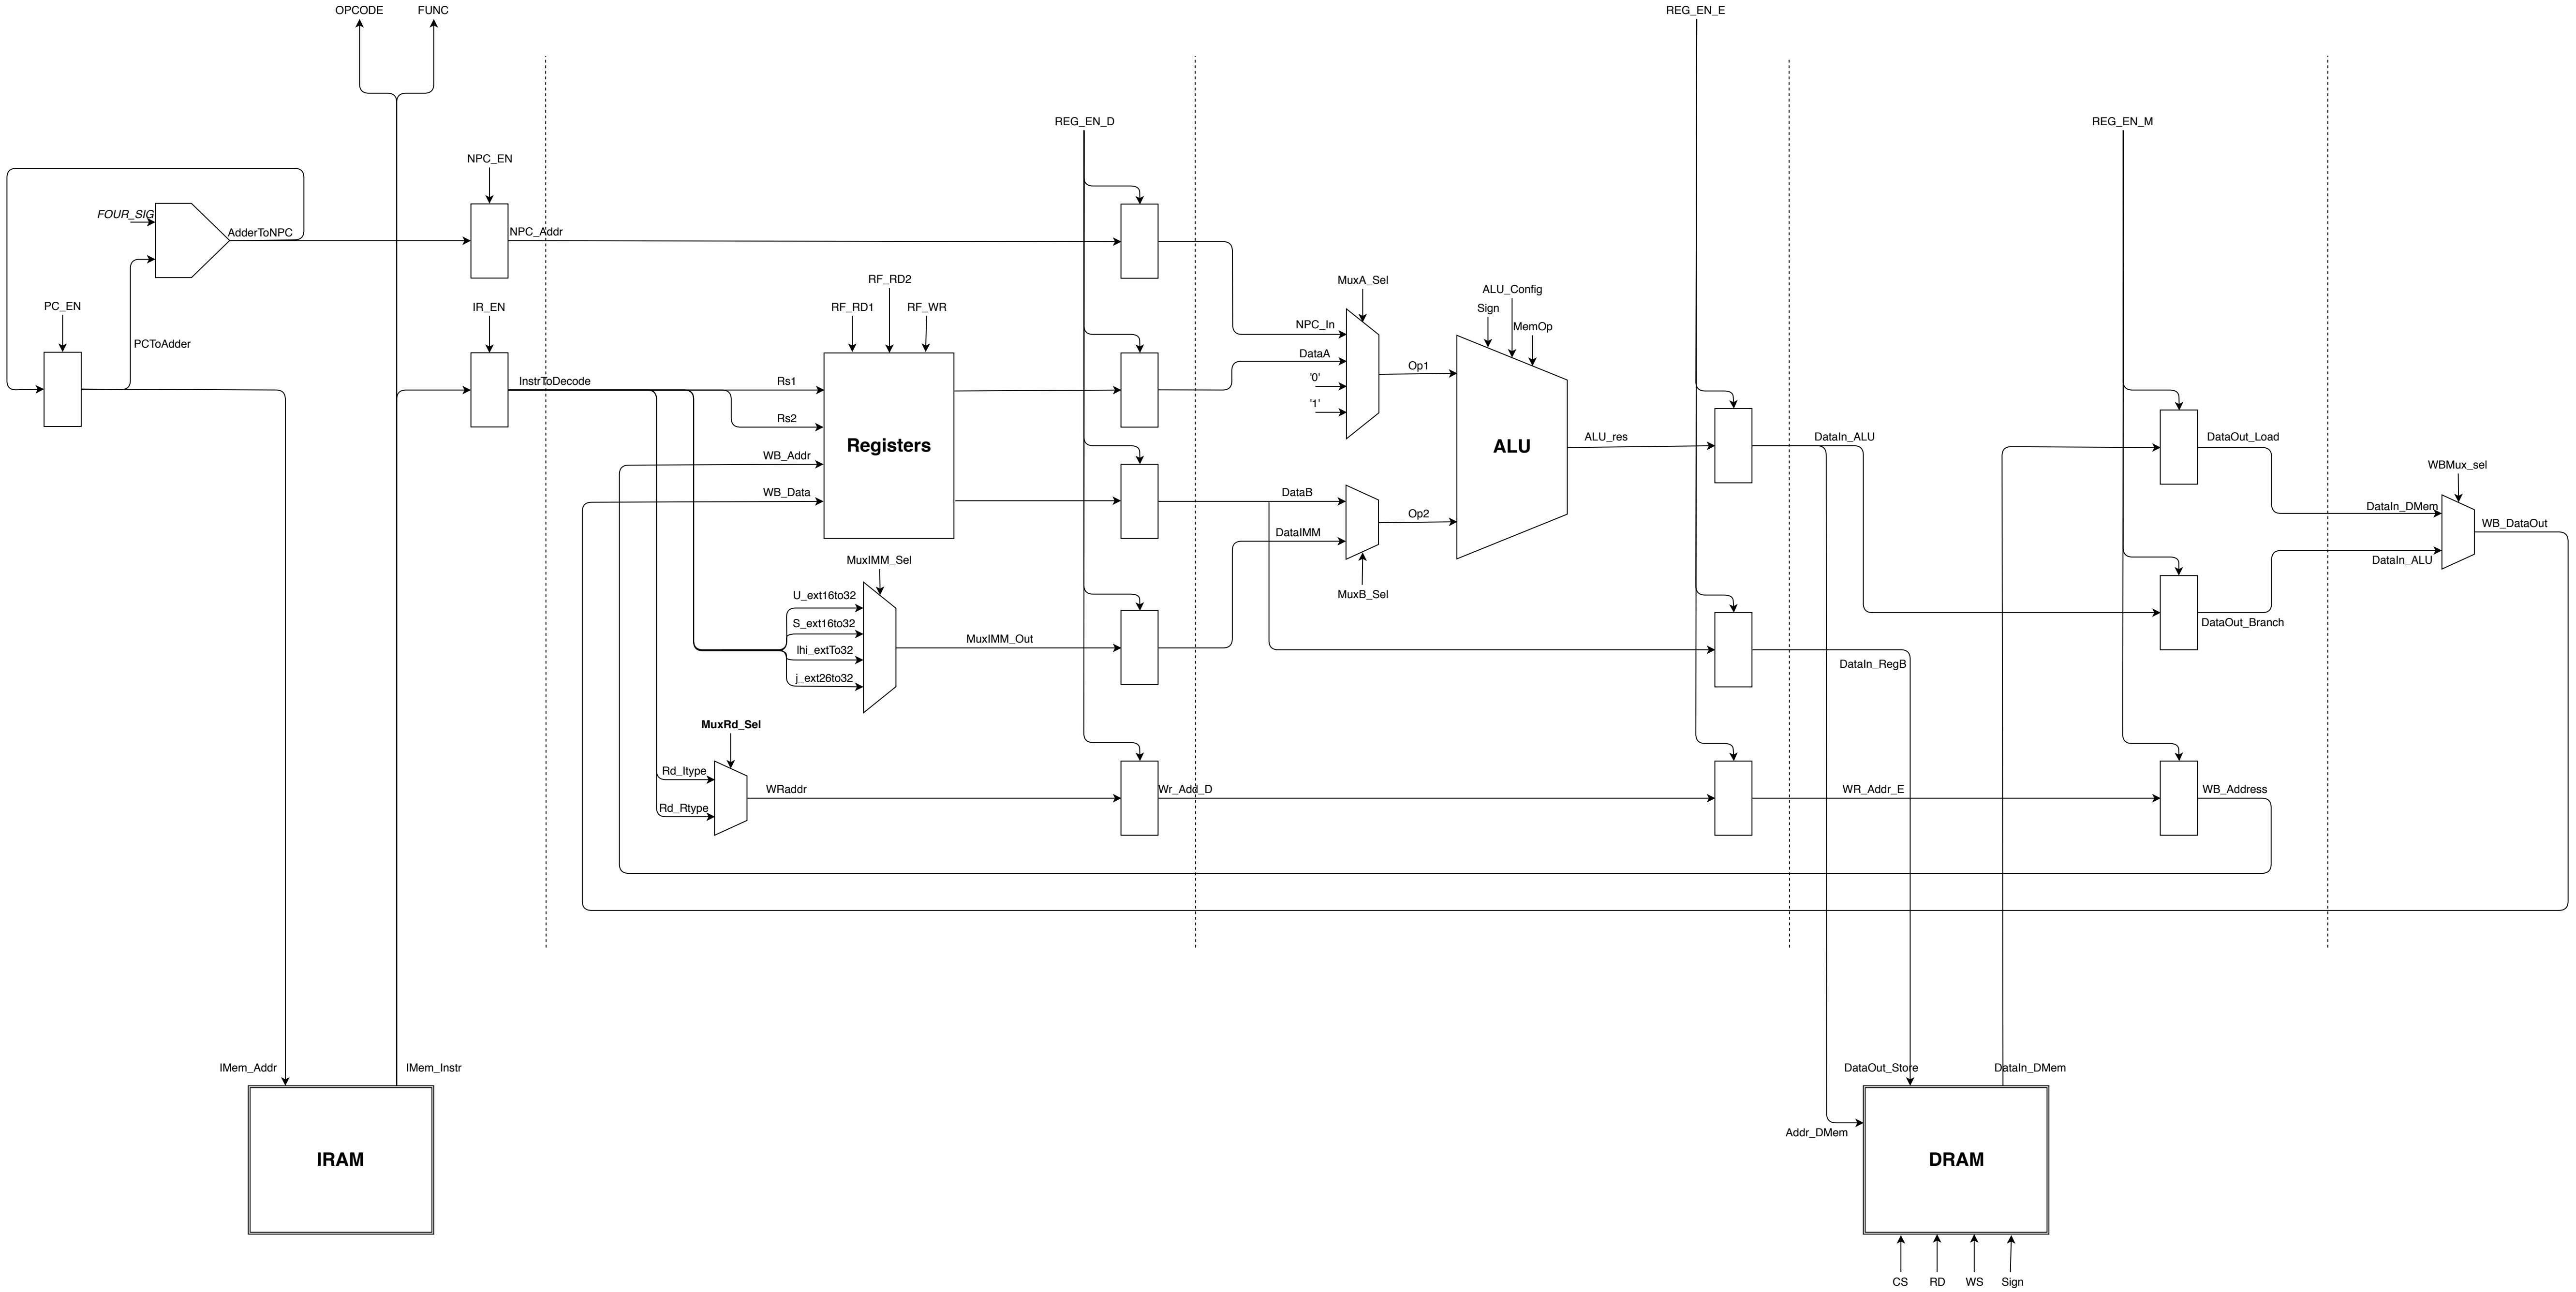 OPCODE
FUNC
REG_EN_E
REG_EN_D
REG_EN_M
NPC_EN
FOUR_SIG
AdderToNPC
NPC_Addr
PC_EN
PCToAdder
IR_EN
InstrToDecode
RF_RD2
RF_RD1
RF_WR
Rs1
Rs2
WB_Addr
WB_Data
Registers
MuxA_Sel
NPC_In
DataA
'0'
'1'
Op1
ALU_Config
Sign
MemOp
ALU
ALU_res
DataB
DataIMM
Op2
MuxB_Sel
MuxIMM_Sel
U_ext16to32
S_ext16to32
lhi_extTo32
j_ext26to32
MuxIMM_Out
MuxRd_Sel
Rd_Itype
Rd_Rtype
WRaddr
Wr_Add_D
DataIn_ALU
DataIn_RegB
WR_Addr_E
DataOut_Load
DataOut_Branch
WB_Address
WBMux_sel
DataIn_DMem
DataIn_ALU
WB_DataOut
IMem_Addr
IMem_Instr
IRAM
DataOut_Store
DataIn_DMem
Addr_DMem
DRAM
CS
RD
WS
Sign